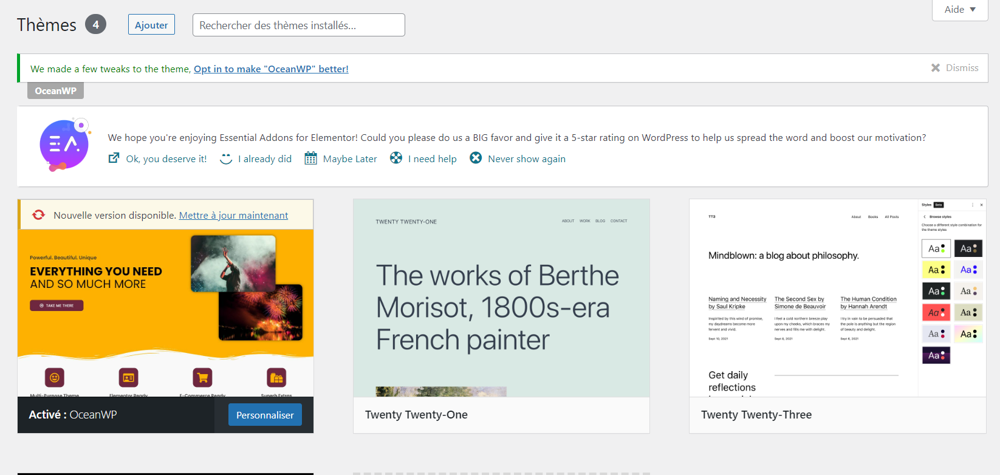 Aide
Thèmes 4 Ajouter Rechercher des thèmes installés...
We made a few tweaks to the theme, Opt in to make "OceanWP" better! Dismiss
OceanWP
EA
We hope you're enjoying Essential Addons for Elementor! Could you please do us a BIG favor and give it a 5-star rating on WordPress to help us spread the word and boost our motivation?
Ok, you deserve it! I already did Maybe Later I need help Never show again
Nouvelle version disponible. Mettre à jour maintenant
Powerful. Beautiful. Unique
EVERYTHING YOU NEED
AND SO MUCH MORE
TAKE ME THERE
Multi-Purpose Theme Elementor Ready E-Commerce Ready Superb Extras
Activé : OceanWP Personnaliser
TWENTY TWENTY-ONE ABOUT WORK BLOG CONTACT
The works of Berthe
Morisot, 1800s-era
French painter
Twenty Twenty-One
TT3 About Books All Posts
Mindblown: a blog about philosophy.
Naming and Necessity
by Saul Kripke
Inspirited by this wind of promise,
my daydreams become more
fervent and vivid.
Sept 10, 2021
The Second Sex by
Simone de Beauvoir
I feel a cold northern breeze play
upon my cheeks, which braces my
nerves and fills me with delight.
Sept 8, 2021
The Human Condition
by Hannah Arendt
I try in vain to be persuaded that
the pole is anything but the region
of beauty and delight.
Sept 6, 2021
Get daily
reflections
Styles Beta
Browse styles
Choose a different style combination for
the theme styles
Aa Aa
Aa Aa
Aa Aa
Aa Aa
Aa Aa
Aa
Twenty Twenty-Three